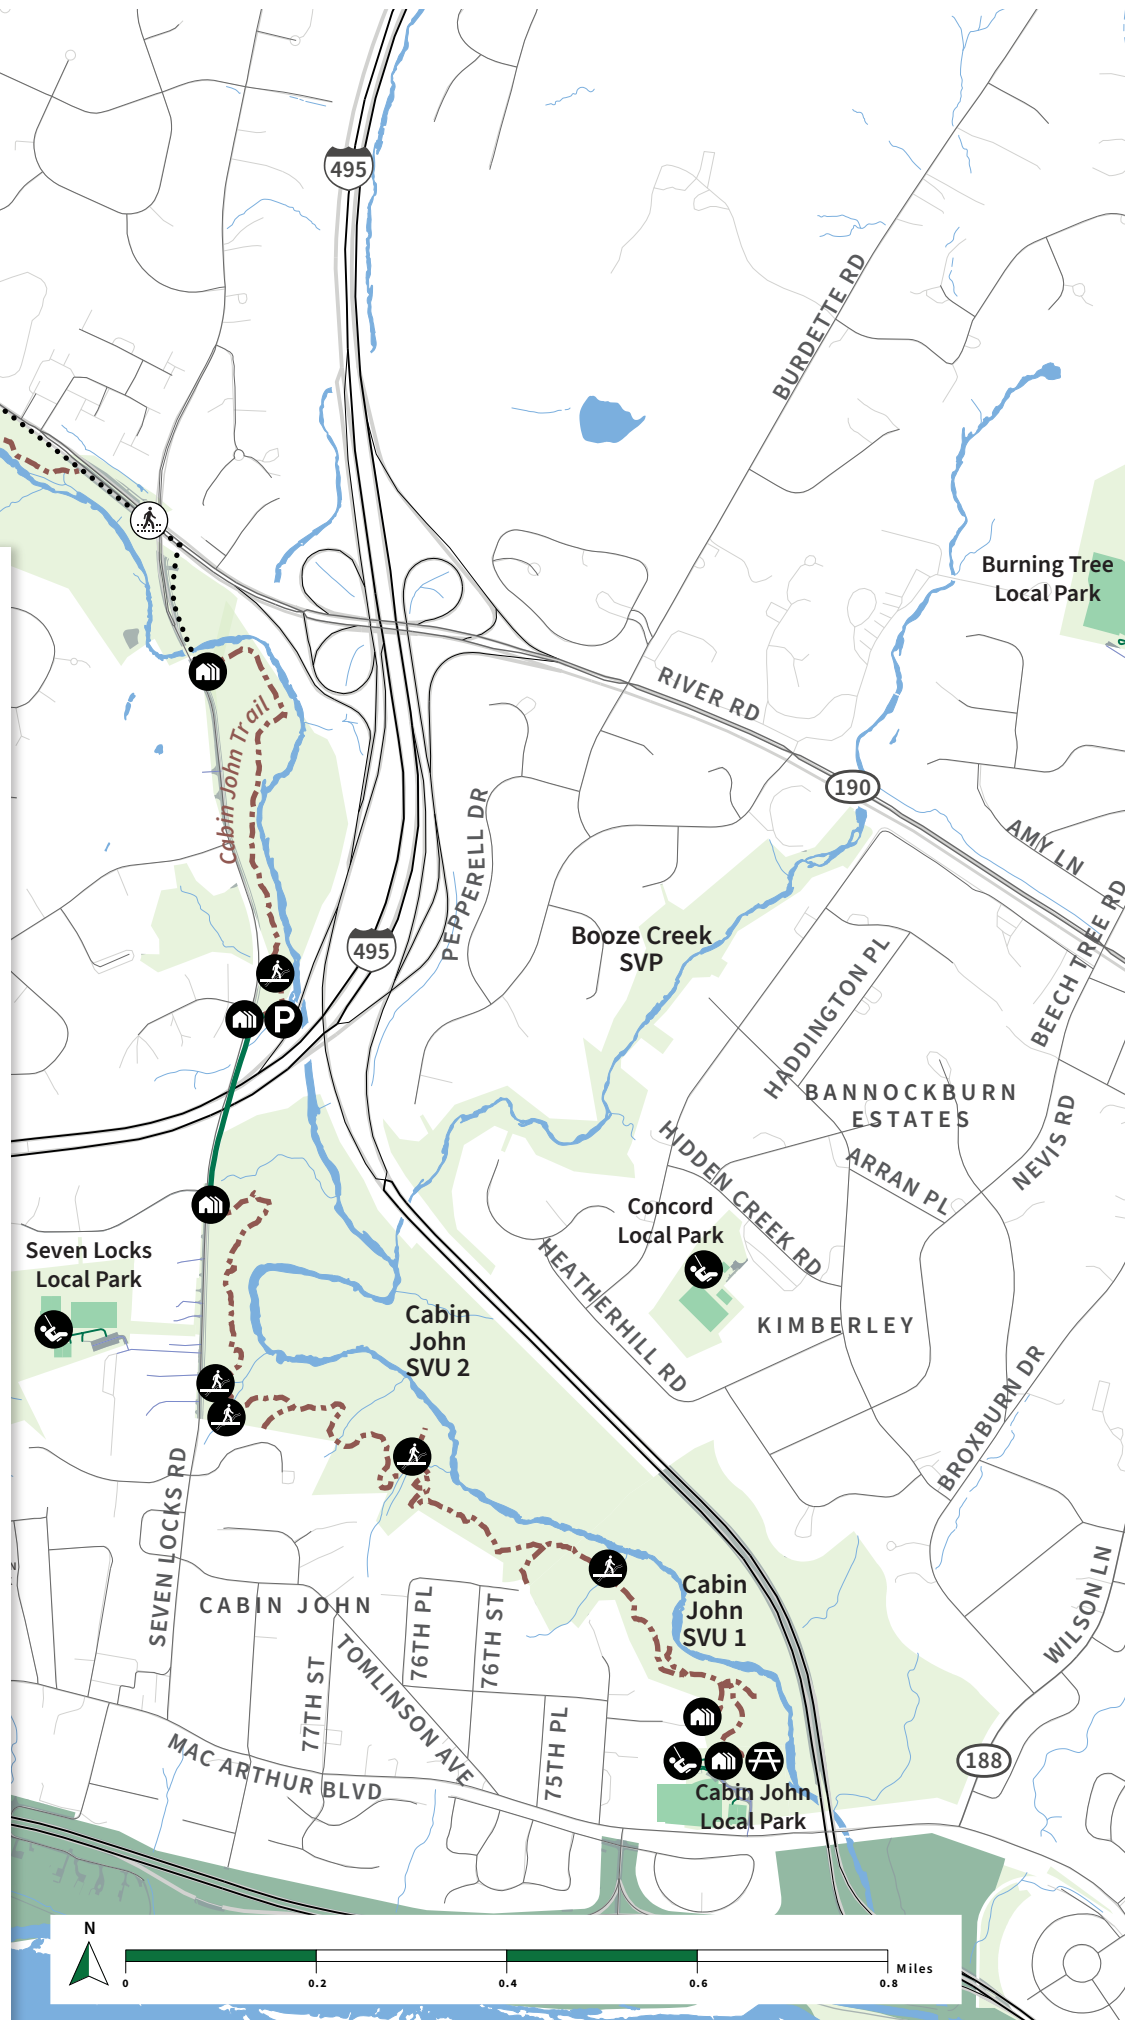 495
BURDETTE RD
Burning Tree
Local Park
RIVER RD
190
Cabin John Trail
PEPPERELL DR
AMY LN
BEECH TREE RD
495
Booze Creek
SVP
HADDINGTON PL
P
BANNOCKBURN
ESTATES
HIDDEN CREEK RD
ARRAN PL
NEVIS RD
Concord
Local Park
Seven Locks
Local Park
HEATHERHILL RD
KIMBERLEY
Cabin
John
SVU 2
BROXBURN DR
SEVEN LOCKS RD
WILSON LN
N
CABIN JOHN
76TH PL
76TH ST
Cabin
John
SVU 1
77TH ST
TOMLINSON AVE
75TH PL
MAC ARTHUR BLVD
188
Cabin John
Local Park
N
0
0.2
0.4
0.6
0.8
Miles